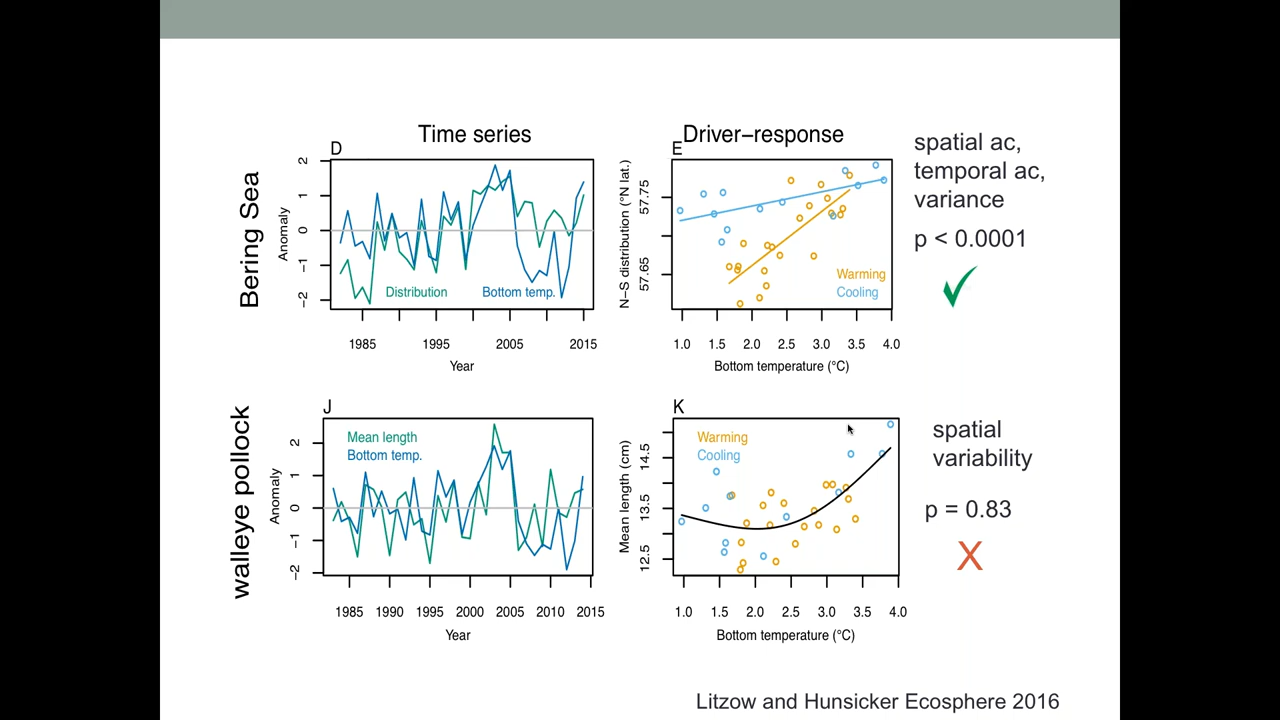 Time series
Driver–response
D
E
Bering Sea
Anomaly
2
1
0
−1
−2
Distribution
Bottom temp.
1985
1995
2005
2015
Year
N−S distribution (°N lat.)
57.75
57.65
Warming
Cooling
1.0 1.5 2.0 2.5 3.0 3.5 4.0
Bottom temperature (°C)
spatial ac,
temporal ac,
variance
p < 0.0001
walleye pollock
J
Anomaly
2
1
0
−1
−2
Mean length
Bottom temp.
1985 1990 1995 2000 2005 2010 2015
Year
K
Mean length (cm)
14.5
13.5
12.5
Warming
Cooling
1.0 1.5 2.0 2.5 3.0 3.5 4.0
Bottom temperature (°C)
spatial
variability
p = 0.83
X
Litzow and Hunsicker Ecosphere 2016